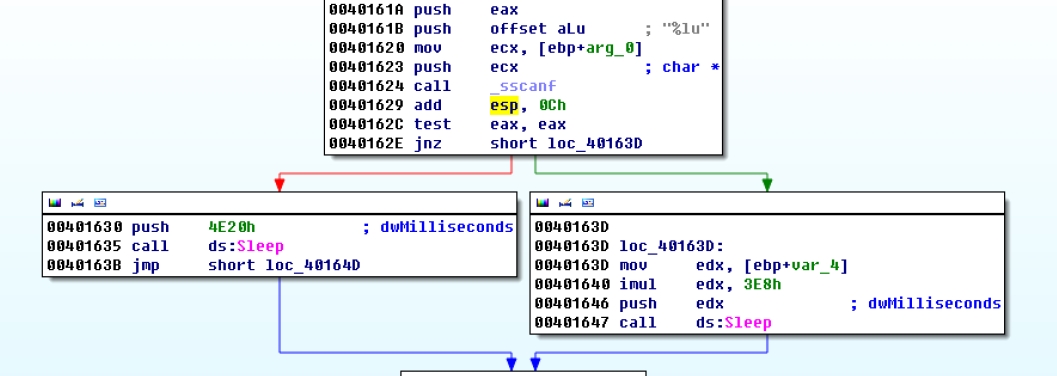 0040161A push    eax
0040161B push    offset aLu      ; "%lu"
00401620 mov     ecx, [ebp+arg_0]
00401623 push    ecx             ; char *
00401624 call    _sscanf
00401629 add     esp, 0Ch
0040162C test    eax, eax
0040162E jnz     short loc_40163D
00401630 push    4E20h           ; dwMilliseconds
00401635 call    ds:Sleep
0040163B jmp     short loc_40164D
0040163D
0040163D loc_40163D:
0040163D mov     edx, [ebp+var_4]
00401640 imul    edx, 3E8h
00401646 push    edx             ; dwMilliseconds
00401647 call    ds:Sleep